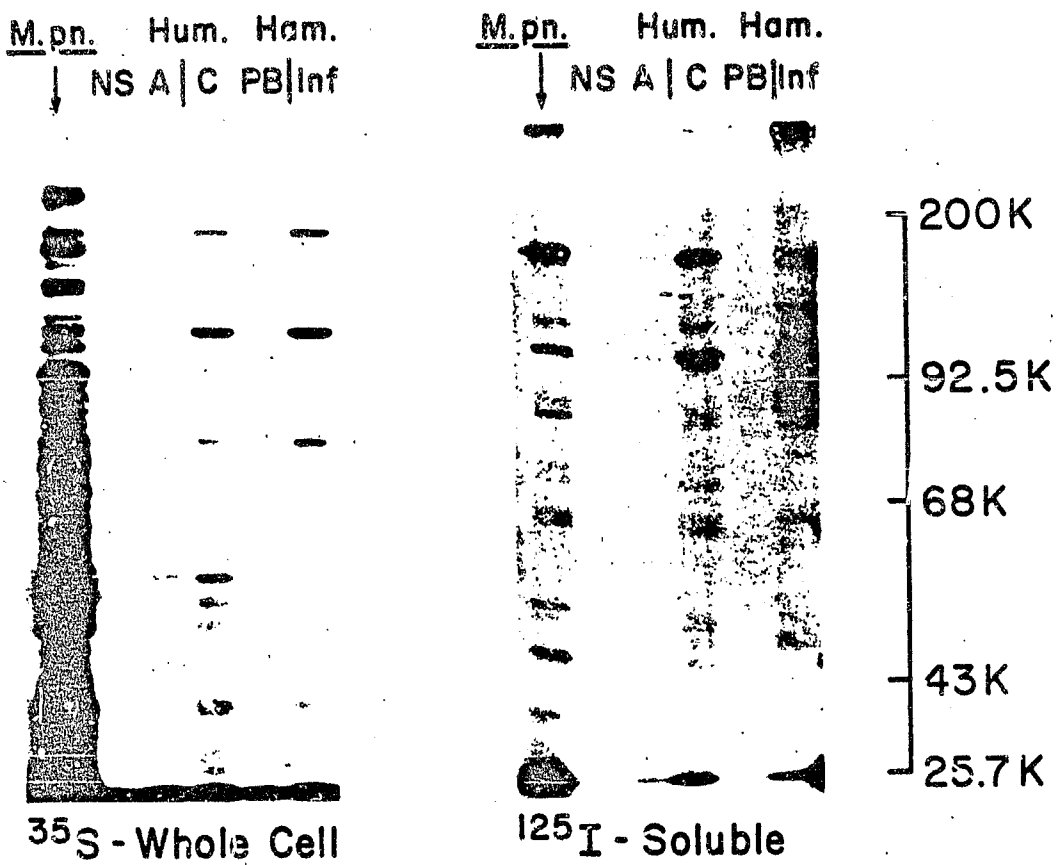 M.pn. Hum. Ham.
NS A|C PB|Inf
M.pn. Hum. Ham.
NS A|C PB|Inf
200K
92.5K
68K
43K
25.7K
35S - Whole Cell
125I - Soluble